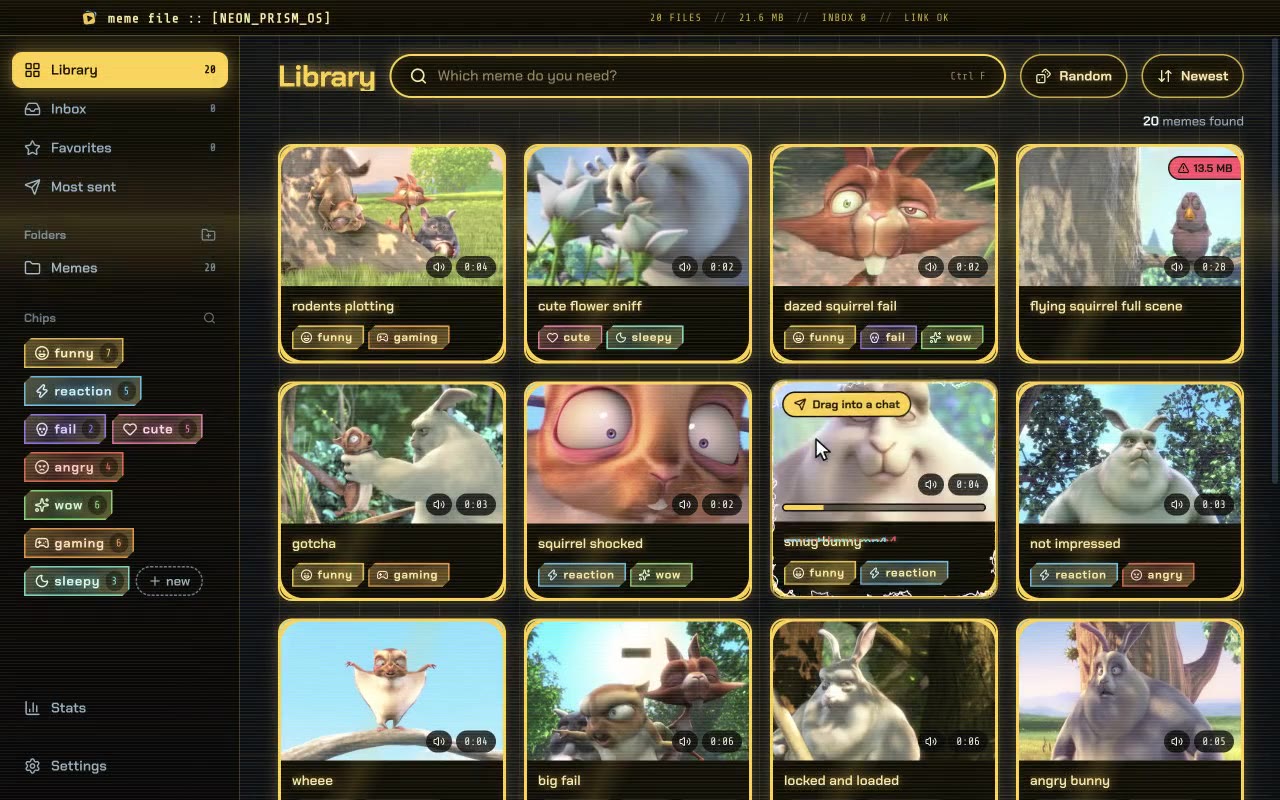 meme file :: [NEON_PRISM_OS]
20 FILES // 21.6 MB // INBOX 0 // LINK OK
Library 20
Inbox 0
Favorites 0
Most sent
Folders
Memes 20
Chips
funny 7
reaction 5
fail 2
cute 5
angry 4
wow 6
gaming 6
sleepy 3
+ new
Stats
Settings
Library
Which meme do you need?
Ctrl F
Random
Newest
20 memes found
0:04
rodents plotting
funny gaming
0:02
cute flower sniff
cute sleepy
0:02
dazed squirrel fail
funny fail wow
13.5 MB
0:28
flying squirrel full scene
0:03
gotcha
funny gaming
0:02
squirrel shocked
reaction wow
Drag into a chat
0:04
funny reaction
0:03
not impressed
reaction angry
0:04
wheee
0:06
big fail
0:06
locked and loaded
0:05
angry bunny